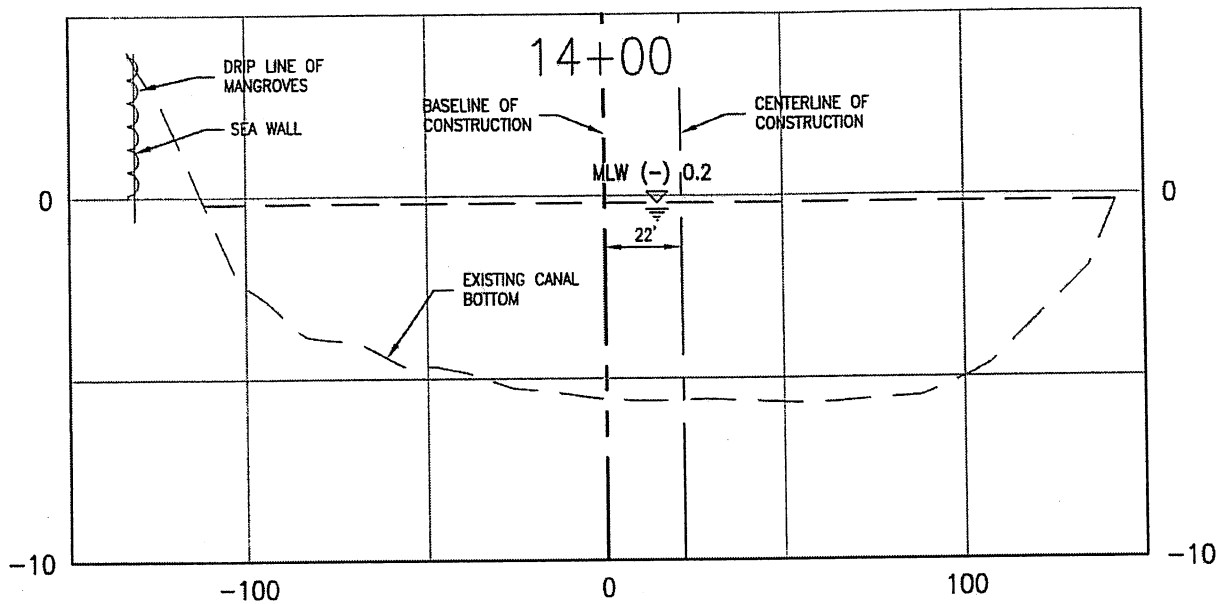 14+00
DRIP LINE OF
MANGROVES
SEA WALL
BASELINE OF
CONSTRUCTION
CENTERLINE OF
CONSTRUCTION
MLW (-) 0.2
0
0
22'
EXISTING CANAL
BOTTOM
-10
-10
-100
0
100